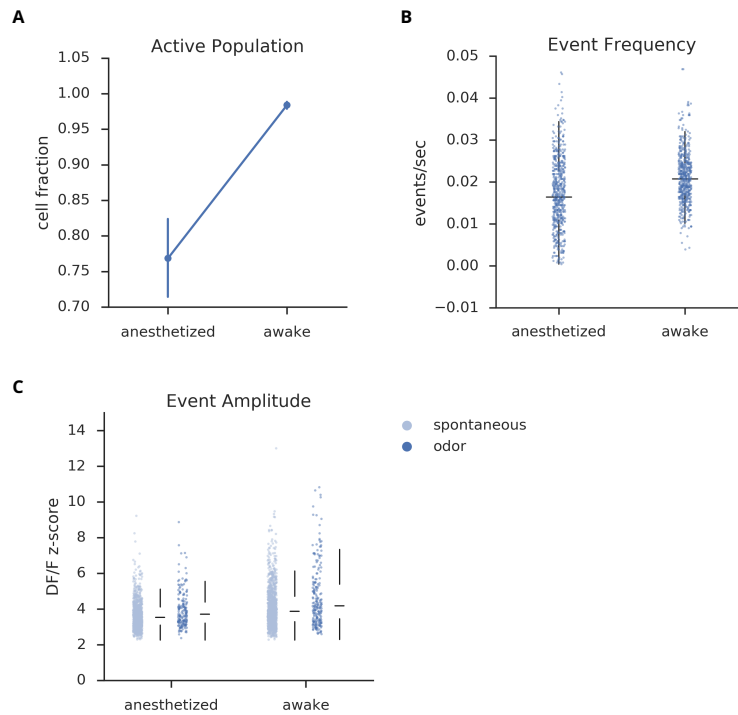 A
Active Population
1.05
1.00
0.95
0.90
0.85
0.80
0.75
0.70
cell fraction
anesthetized awake
B
Event Frequency
0.05
0.04
0.03
0.02
0.01
0.00
−0.01
events/sec
anesthetized awake
C
Event Amplitude
14
12
10
8
6
4
2
0
DF/F z-score
anesthetized awake
spontaneous
odor